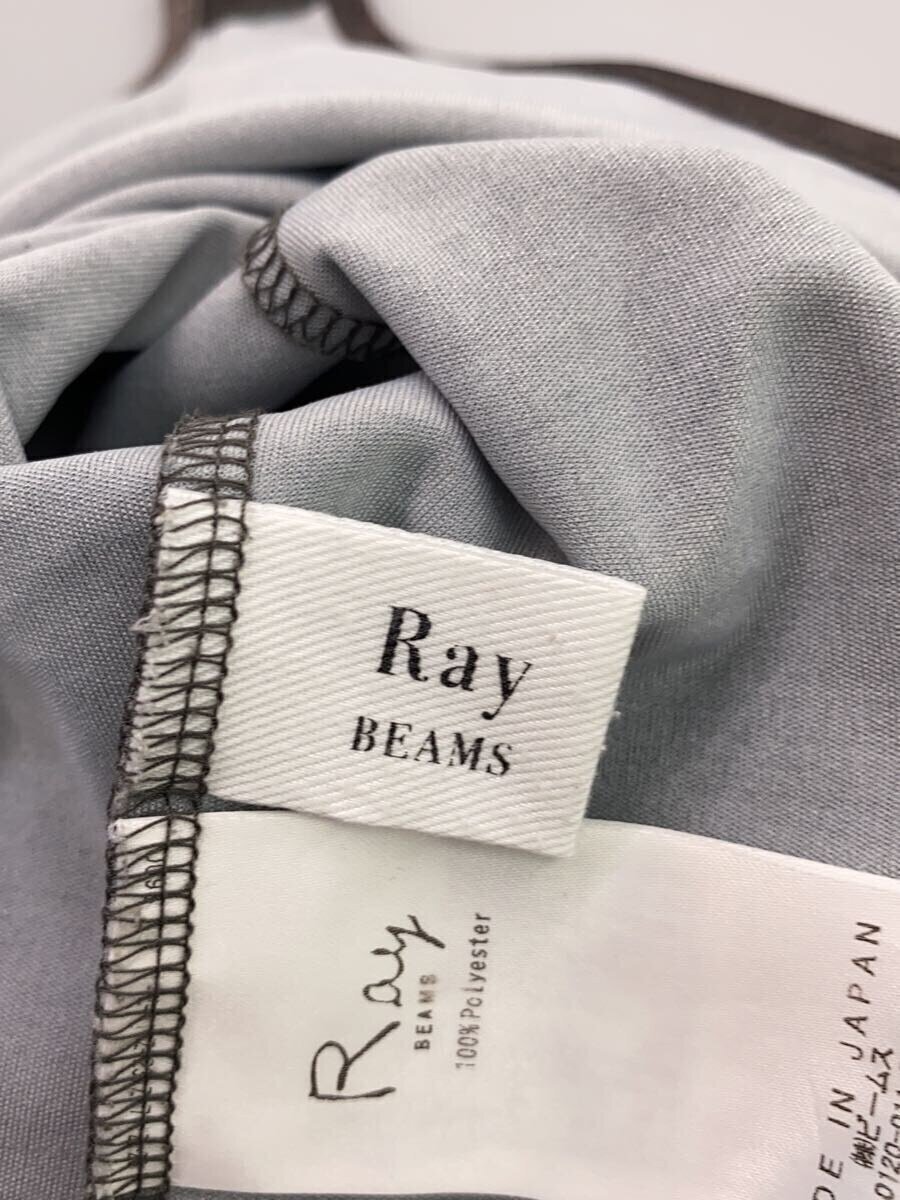 Ray
BEAMS
Ray
BEAMS
100%Polyester
DE IN JAPAN
㈱ビームス